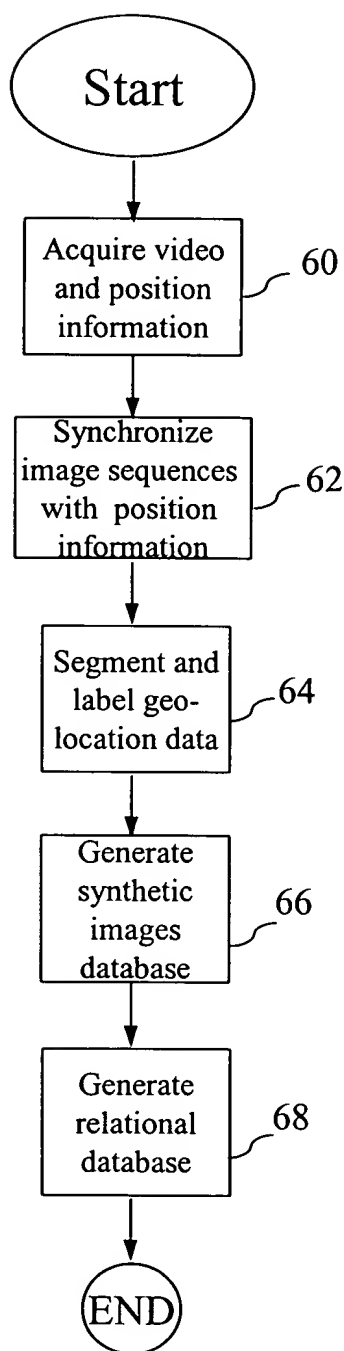 Start
Acquire video
and position
information
60
Synchronize
image sequences
with position
information
62
Segment and
label geo-
location data
64
Generate
synthetic
images
database
66
Generate
relational
database
68
END